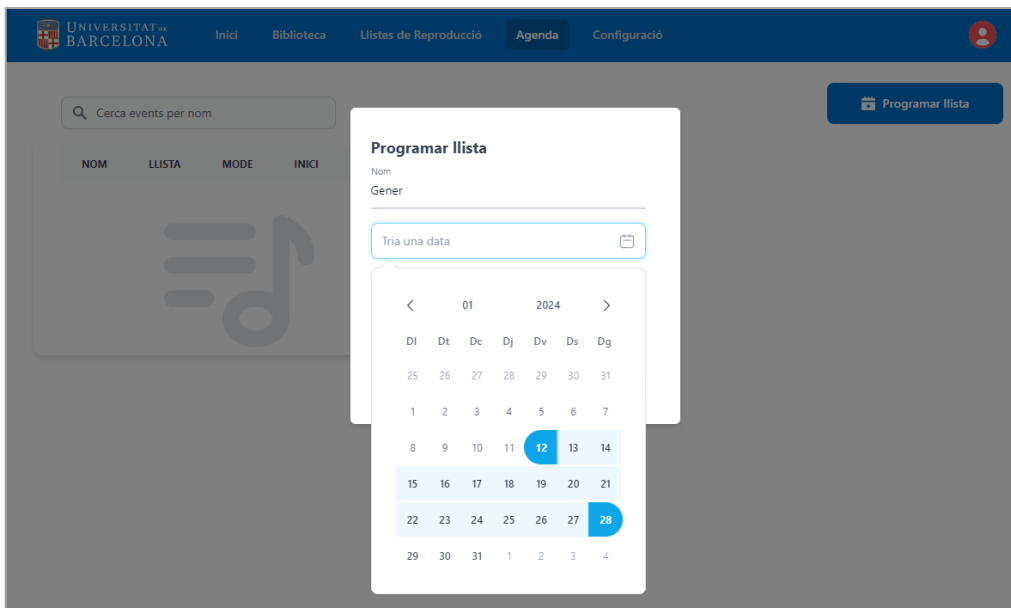 UNIVERSITAT DE
BARCELONA
Inici Biblioteca Llistes de Reproducció Agenda Configuració
Cerca events per nom
Programar llista
NOM LLISTA MODE INICI
Programar llista
Nom
Gener
Tria una data
01 2024
Dl Dt Dc Dj Dv Ds Dg
25 26 27 28 29 30 31
1 2 3 4 5 6 7
8 9 10 11 12 13 14
15 16 17 18 19 20 21
22 23 24 25 26 27 28
29 30 31 1 2 3 4